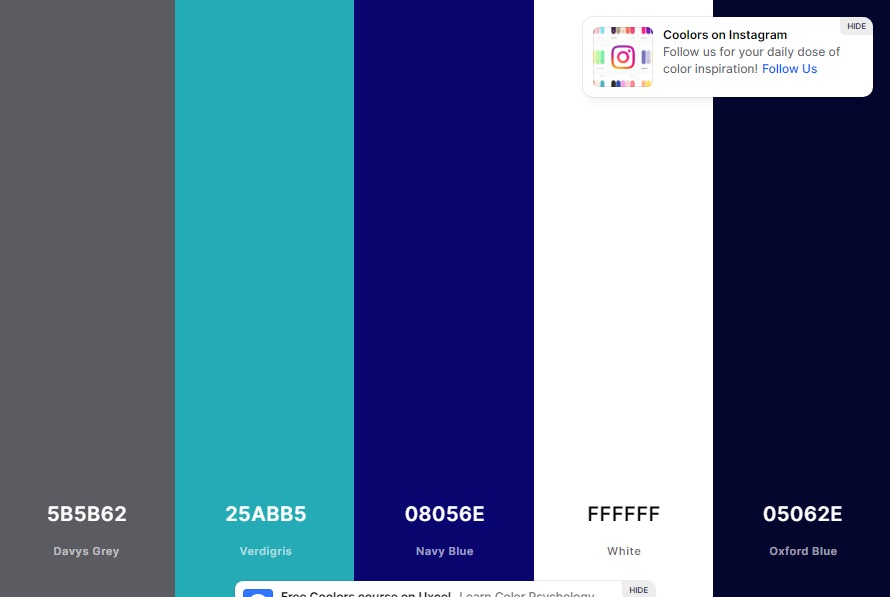 HIDE
Coolors on Instagram
Follow us for your daily dose of
color inspiration! Follow Us
5B5B62
25ABB5
08056E
FFFFFF
05062E
Davys Grey
Verdigris
Navy Blue
White
Oxford Blue
Free Coolors course on Uxcel Learn Color Psychology
HIDE